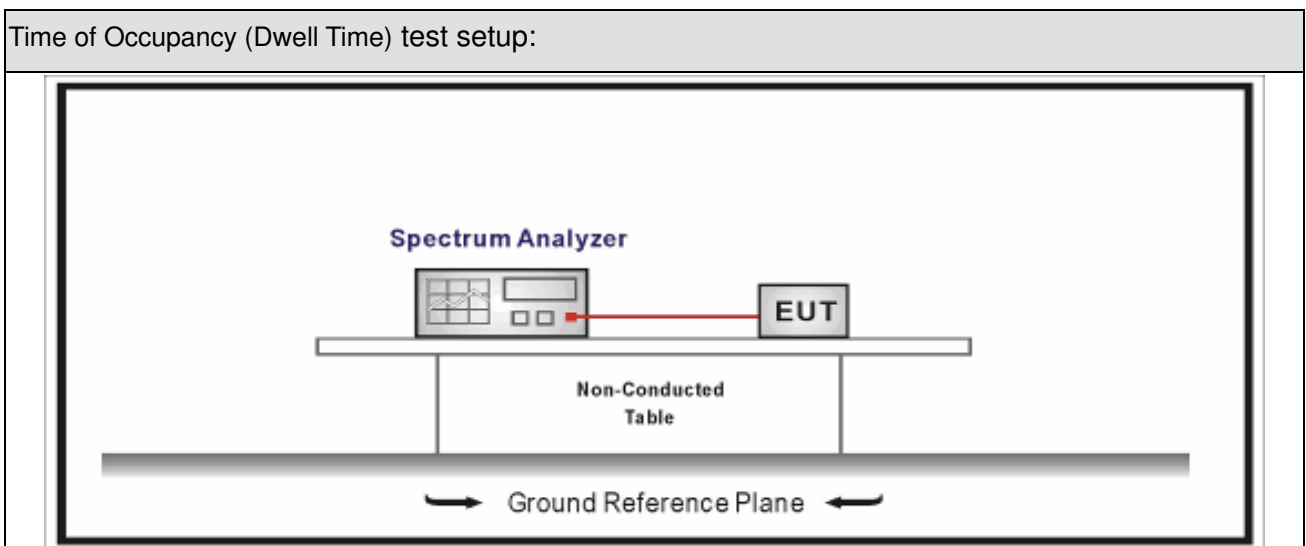 Time of Occupancy (Dwell Time) test setup:
Spectrum Analyzer
EUT
Non-Conducted
Table
Ground Reference Plane